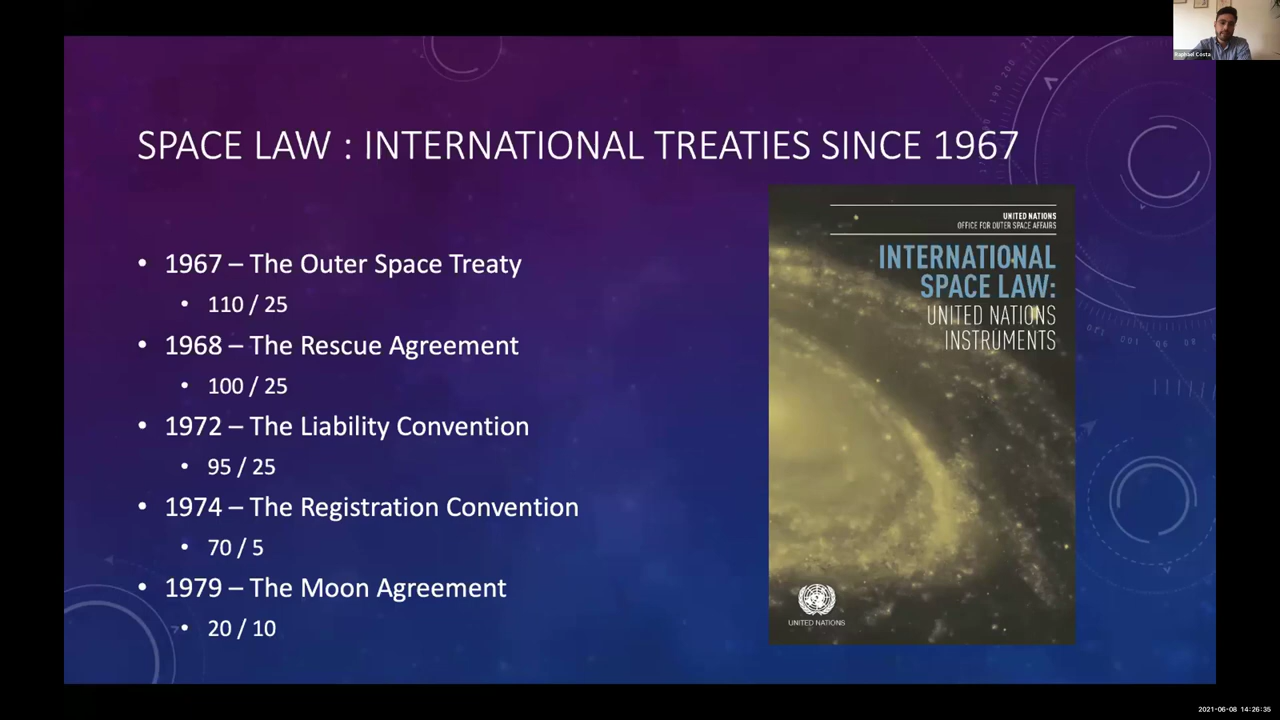 Raphael Costa
SPACE LAW : INTERNATIONAL TREATIES SINCE 1967
• 1967 – The Outer Space Treaty
• 110 / 25
• 1968 – The Rescue Agreement
• 100 / 25
• 1972 – The Liability Convention
• 95 / 25
• 1974 – The Registration Convention
• 70 / 5
• 1979 – The Moon Agreement
• 20 / 10
UNITED NATIONS
OFFICE FOR OUTER SPACE AFFAIRS
INTERNATIONAL
SPACE LAW:
UNITED NATIONS
INSTRUMENTS
UNITED NATIONS
2021-06-08 14:26:35